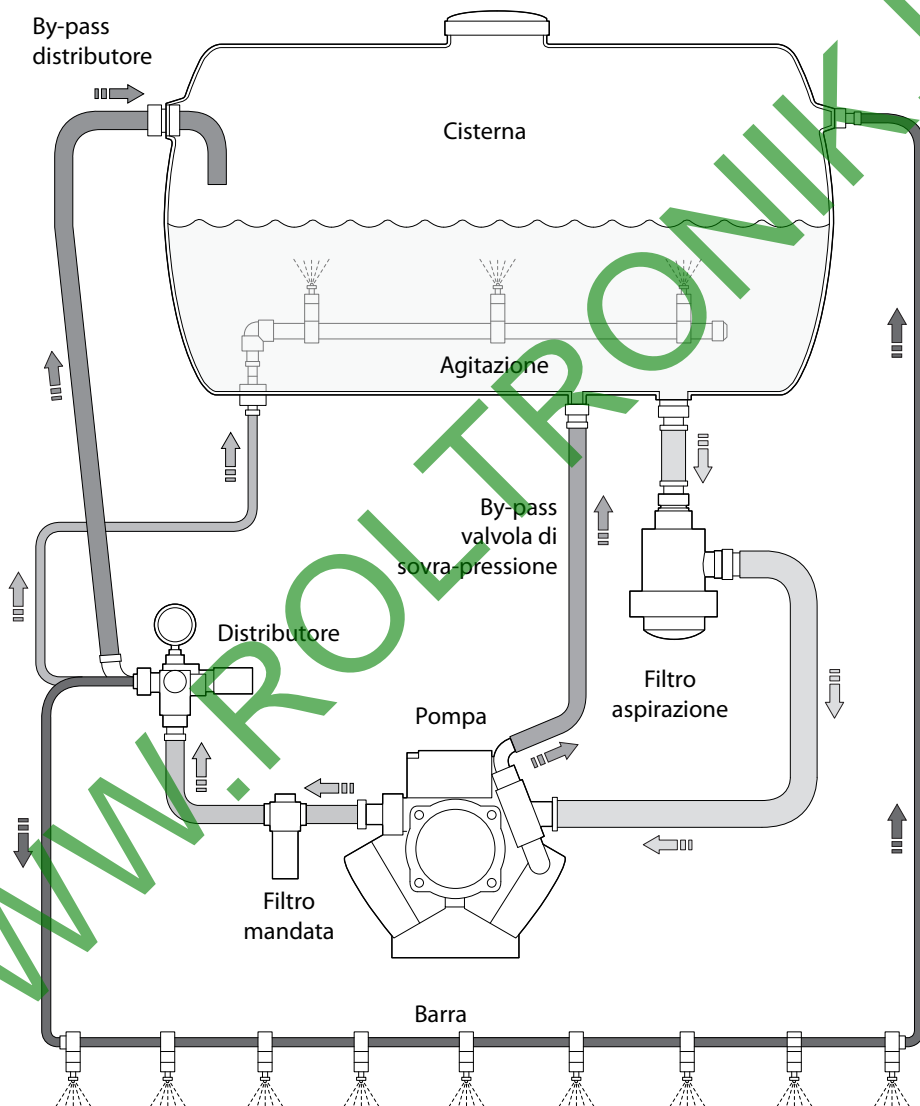 By-pass
distributore
Cisterna
Agitazione
By-pass
valvola di
sovra-pressione
Distributore
Filtro
aspirazione
Pompa
Filtro
mandata
Barra
WWW.ROLTRONIK.